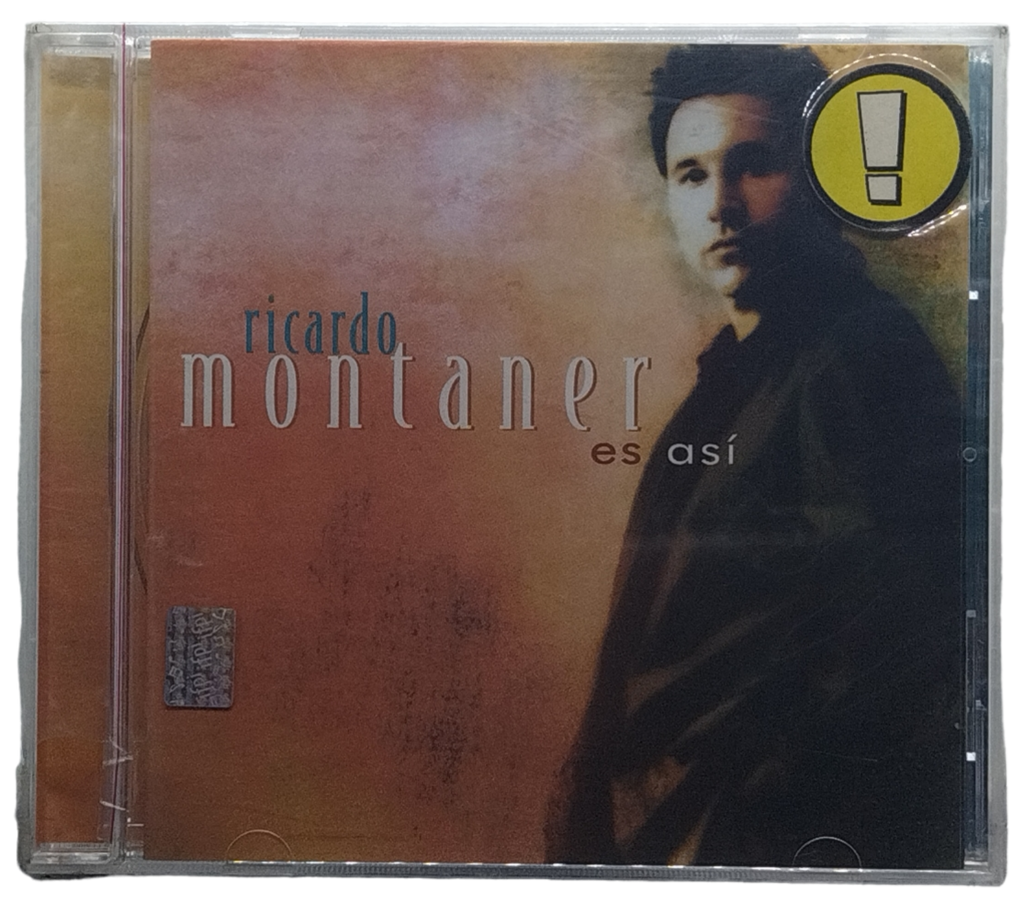 ricardo
montaner
es así
!